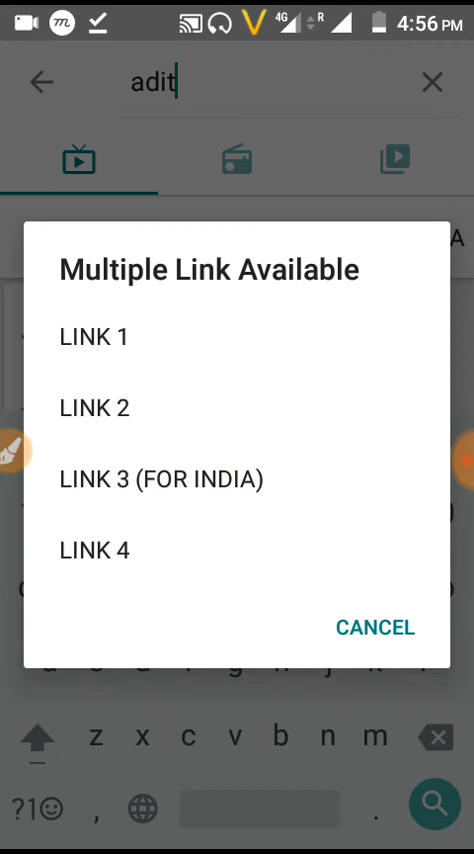 4G R 4:56 PM
adit
A
Multiple Link Available
LINK 1
LINK 2
LINK 3 (FOR INDIA)
LINK 4
CANCEL
z x c v b n m
?1☺ , .